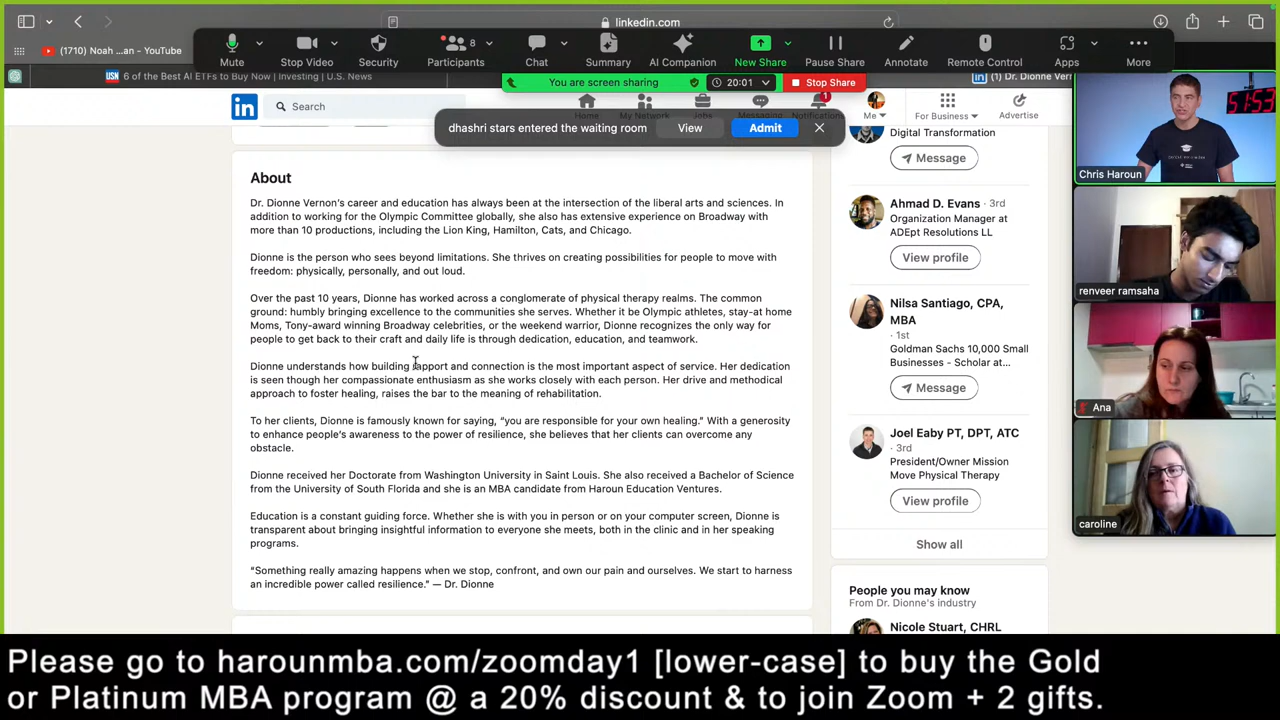 linkedin.com
(1710) Noah ...an - YouTube
Mute
Stop Video
Security
8
Participants
Chat
Summary
AI Companion
New Share
Pause Share
Annotate
Remote Control
Apps
More
USN 6 of the Best AI ETFs to Buy Now | Investing | U.S. News
You are screen sharing
20:01
Stop Share
(1) Dr. Dionne Ver
in
Search
Me
For Business
Advertise
1
dhashri stars entered the waiting room
View
Admit
About
Dr. Dionne Vernon's career and education has always been at the intersection of the liberal arts and sciences. In
addition to working for the Olympic Committee globally, she also has extensive experience on Broadway with
more than 10 productions, including the Lion King, Hamilton, Cats, and Chicago.
Dionne is the person who sees beyond limitations. She thrives on creating possibilities for people to move with
freedom: physically, personally, and out loud.
Over the past 10 years, Dionne has worked across a conglomerate of physical therapy realms. The common
ground: humbly bringing excellence to the communities she serves. Whether it be Olympic athletes, stay-at home
Moms, Tony-award winning Broadway celebrities, or the weekend warrior, Dionne recognizes the only way for
people to get back to their craft and daily life is through dedication, education, and teamwork.
Dionne understands how building rapport and connection is the most important aspect of service. Her dedication
is seen though her compassionate enthusiasm as she works closely with each person. Her drive and methodical
approach to foster healing, raises the bar to the meaning of rehabilitation.
To her clients, Dionne is famously known for saying, "you are responsible for your own healing." With a generosity
to enhance people's awareness to the power of resilience, she believes that her clients can overcome any
obstacle.
Dionne received her Doctorate from Washington University in Saint Louis. She also received a Bachelor of Science
from the University of South Florida and she is an MBA candidate from Haroun Education Ventures.
Education is a constant guiding force. Whether she is with you in person or on your computer screen, Dionne is
transparent about bringing insightful information to everyone she meets, both in the clinic and in her speaking
programs.
"Something really amazing happens when we stop, confront, and own our pain and ourselves. We start to harness
an incredible power called resilience." — Dr. Dionne
Digital Transformation
Message
Ahmad D. Evans · 3rd
Organization Manager at
ADEpt Resolutions LL
View profile
Nilsa Santiago, CPA,
MBA
· 1st
Goldman Sachs 10,000 Small
Businesses - Scholar at...
Message
Joel Eaby PT, DPT, ATC
· 3rd
President/Owner Mission
Move Physical Therapy
View profile
Show all
People you may know
From Dr. Dionne's industry
Nicole Stuart, CHRL
51:53
Chris Haroun
renveer ramsaha
Ana
caroline
Please go to harounmba.com/zoomday1 [lower-case] to buy the Gold
or Platinum MBA program @ a 20% discount & to join Zoom + 2 gifts.